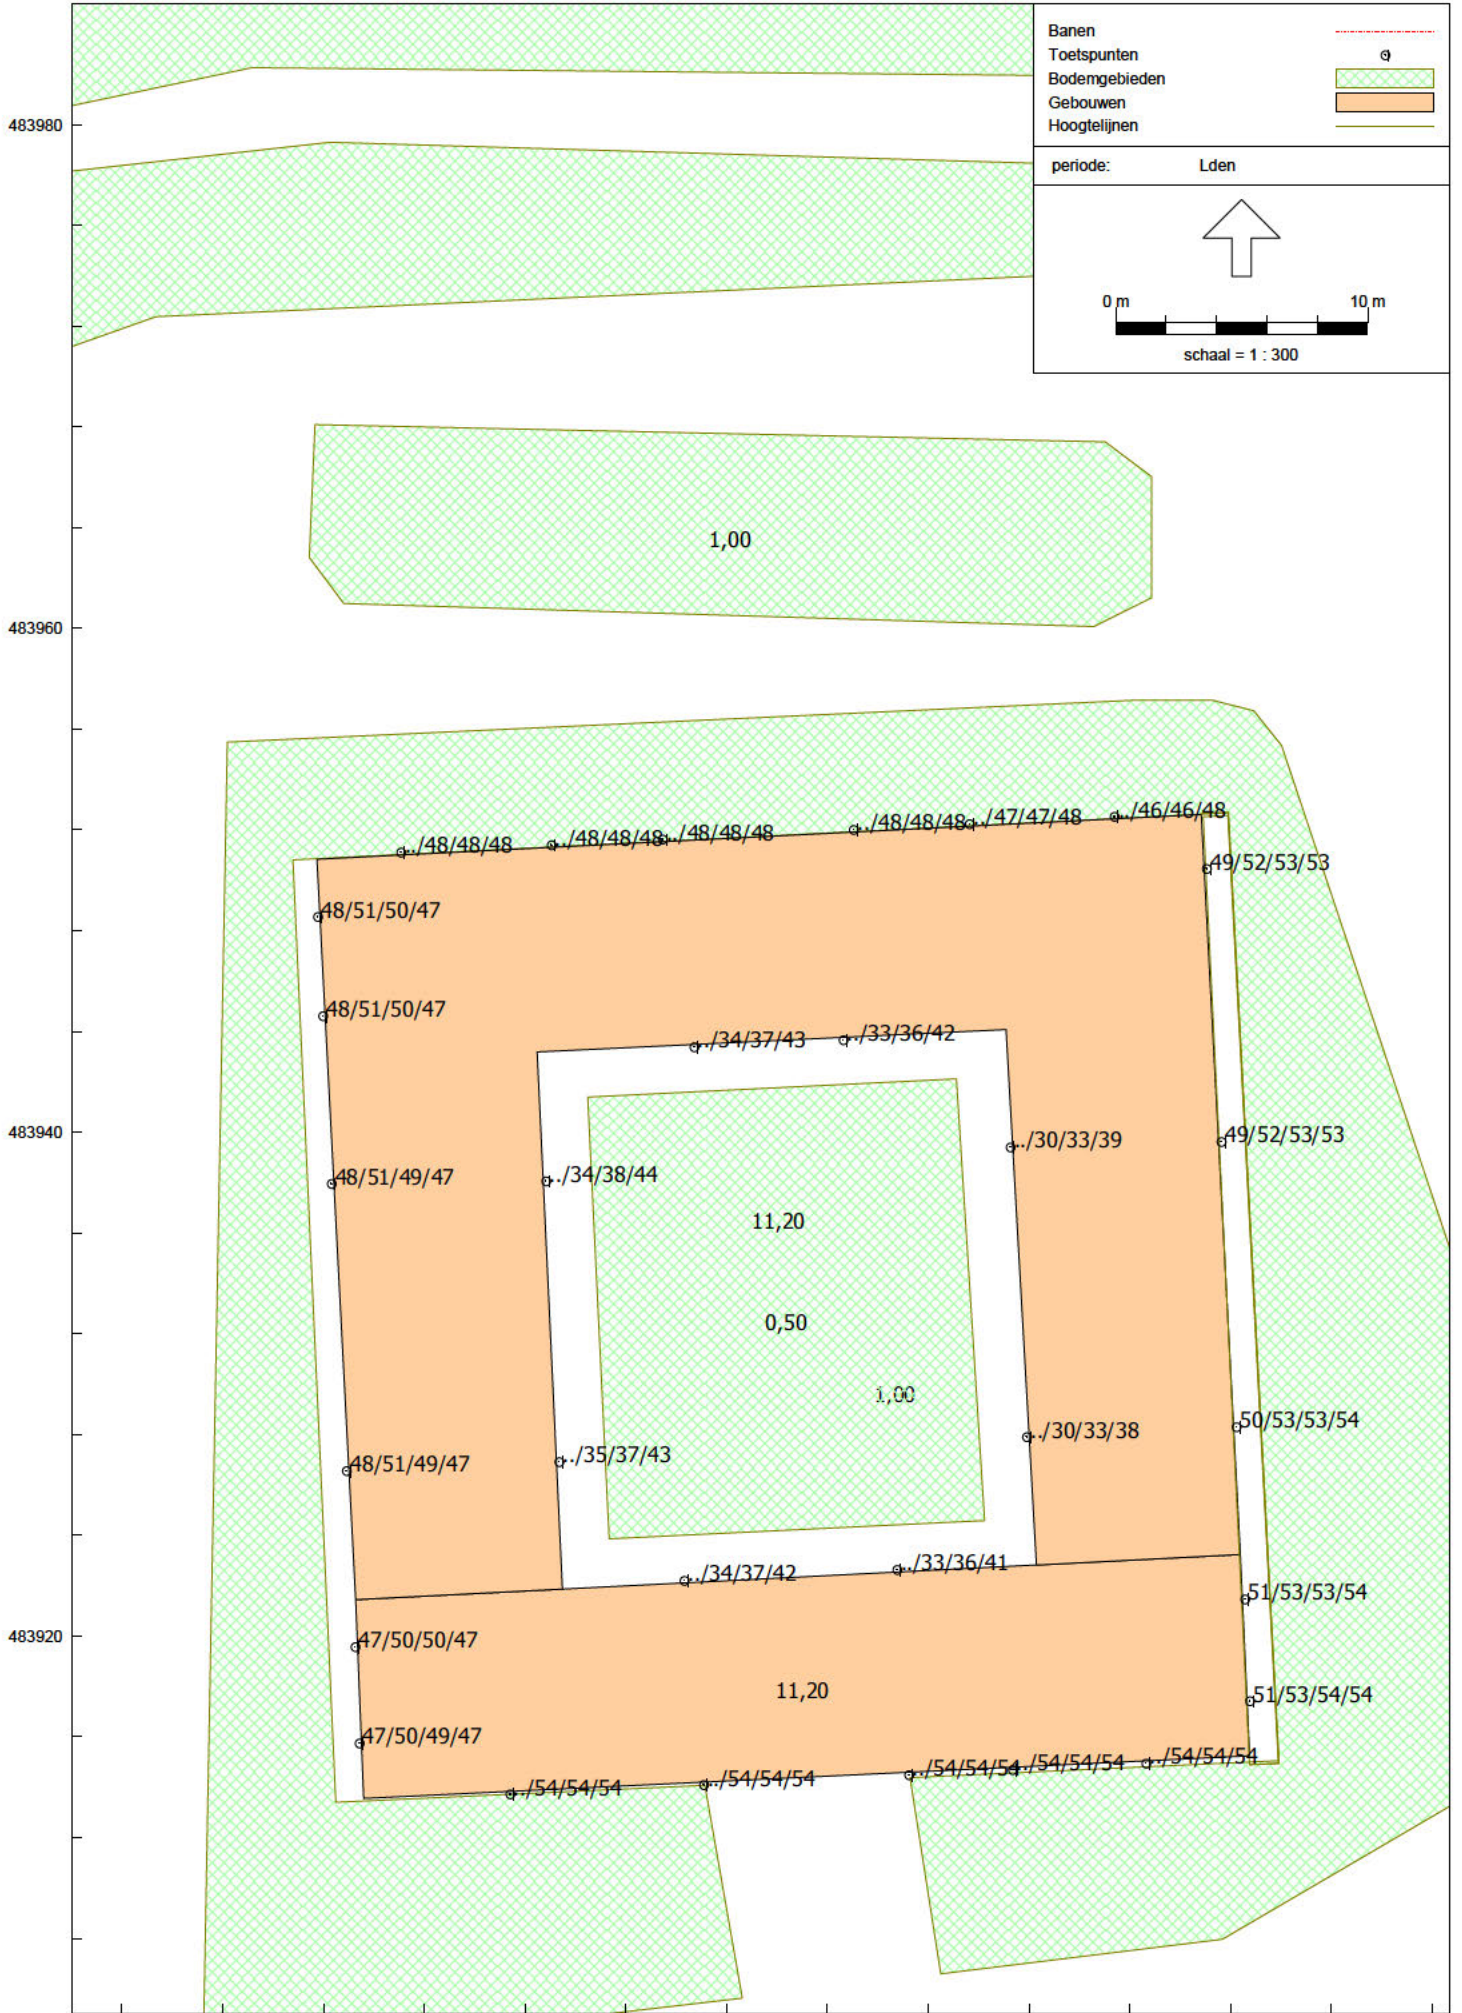 Banen
Toetspunten
Bodemgebieden
Gebouwen
Hoogtelijnen
periode: Lden
0 m 10 m
schaal = 1 : 300
483980
1,00
483960
../48/48/48 ../48/48/48 ../48/48/48 ../48/48/48 ../47/47/48 ../46/46/48
49/52/53/53
48/51/50/47
48/51/50/47
../34/37/43 ../33/36/42
483940
../30/33/39
49/52/53/53
48/51/49/47
../34/38/44
11,20
0,50
1,00
50/53/53/54
../30/33/38
../35/37/43
48/51/49/47
../34/37/42
../33/36/41
51/53/53/54
483920
47/50/50/47
11,20
51/53/54/54
47/50/49/47
../54/54/54 ../54/54/54 ../54/54/54 ../54/54/54 ../54/54/54